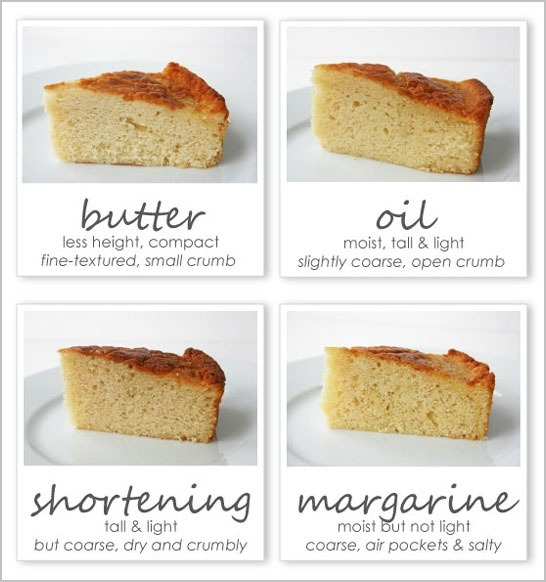 butter
less height, compact
fine-textured, small crumb
oil
moist, tall & light
slightly coarse, open crumb
shortening
tall & light
but coarse, dry and crumbly
margarine
moist but not light
coarse, air pockets & salty